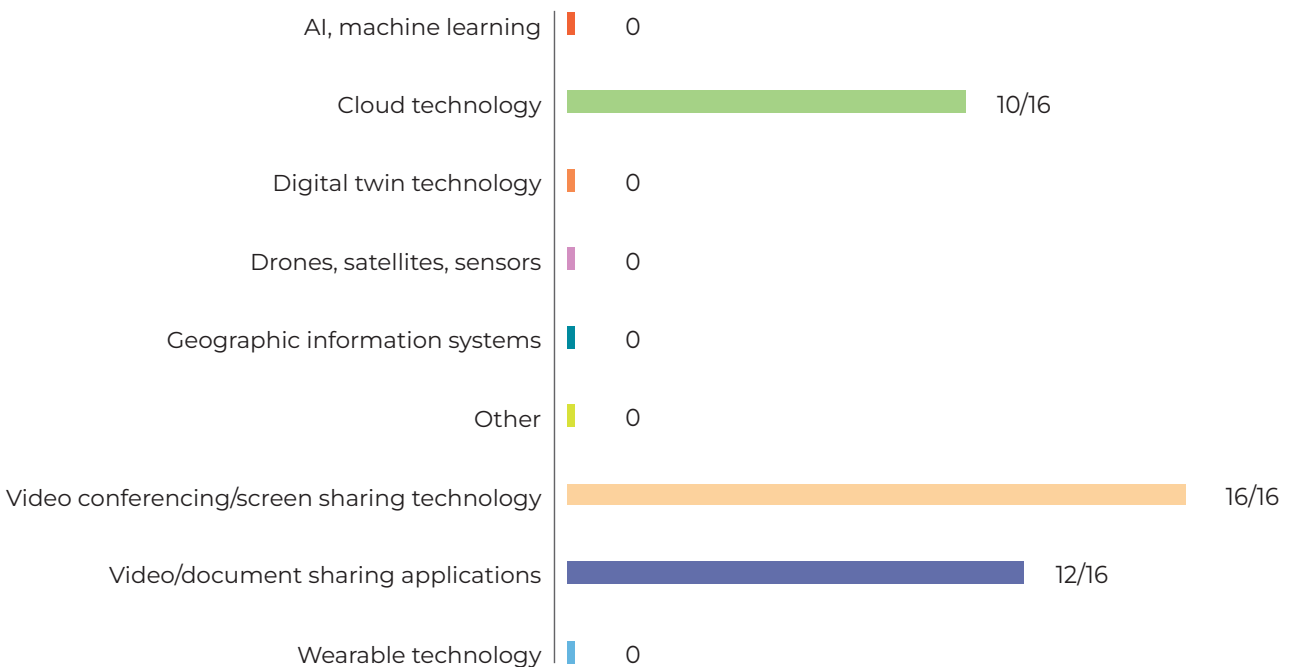 AI, machine learning 0
Cloud technology 10/16
Digital twin technology 0
Drones, satellites, sensors 0
Geographic information systems 0
Other 0
Video conferencing/screen sharing technology 16/16
Video/document sharing applications 12/16
Wearable technology 0